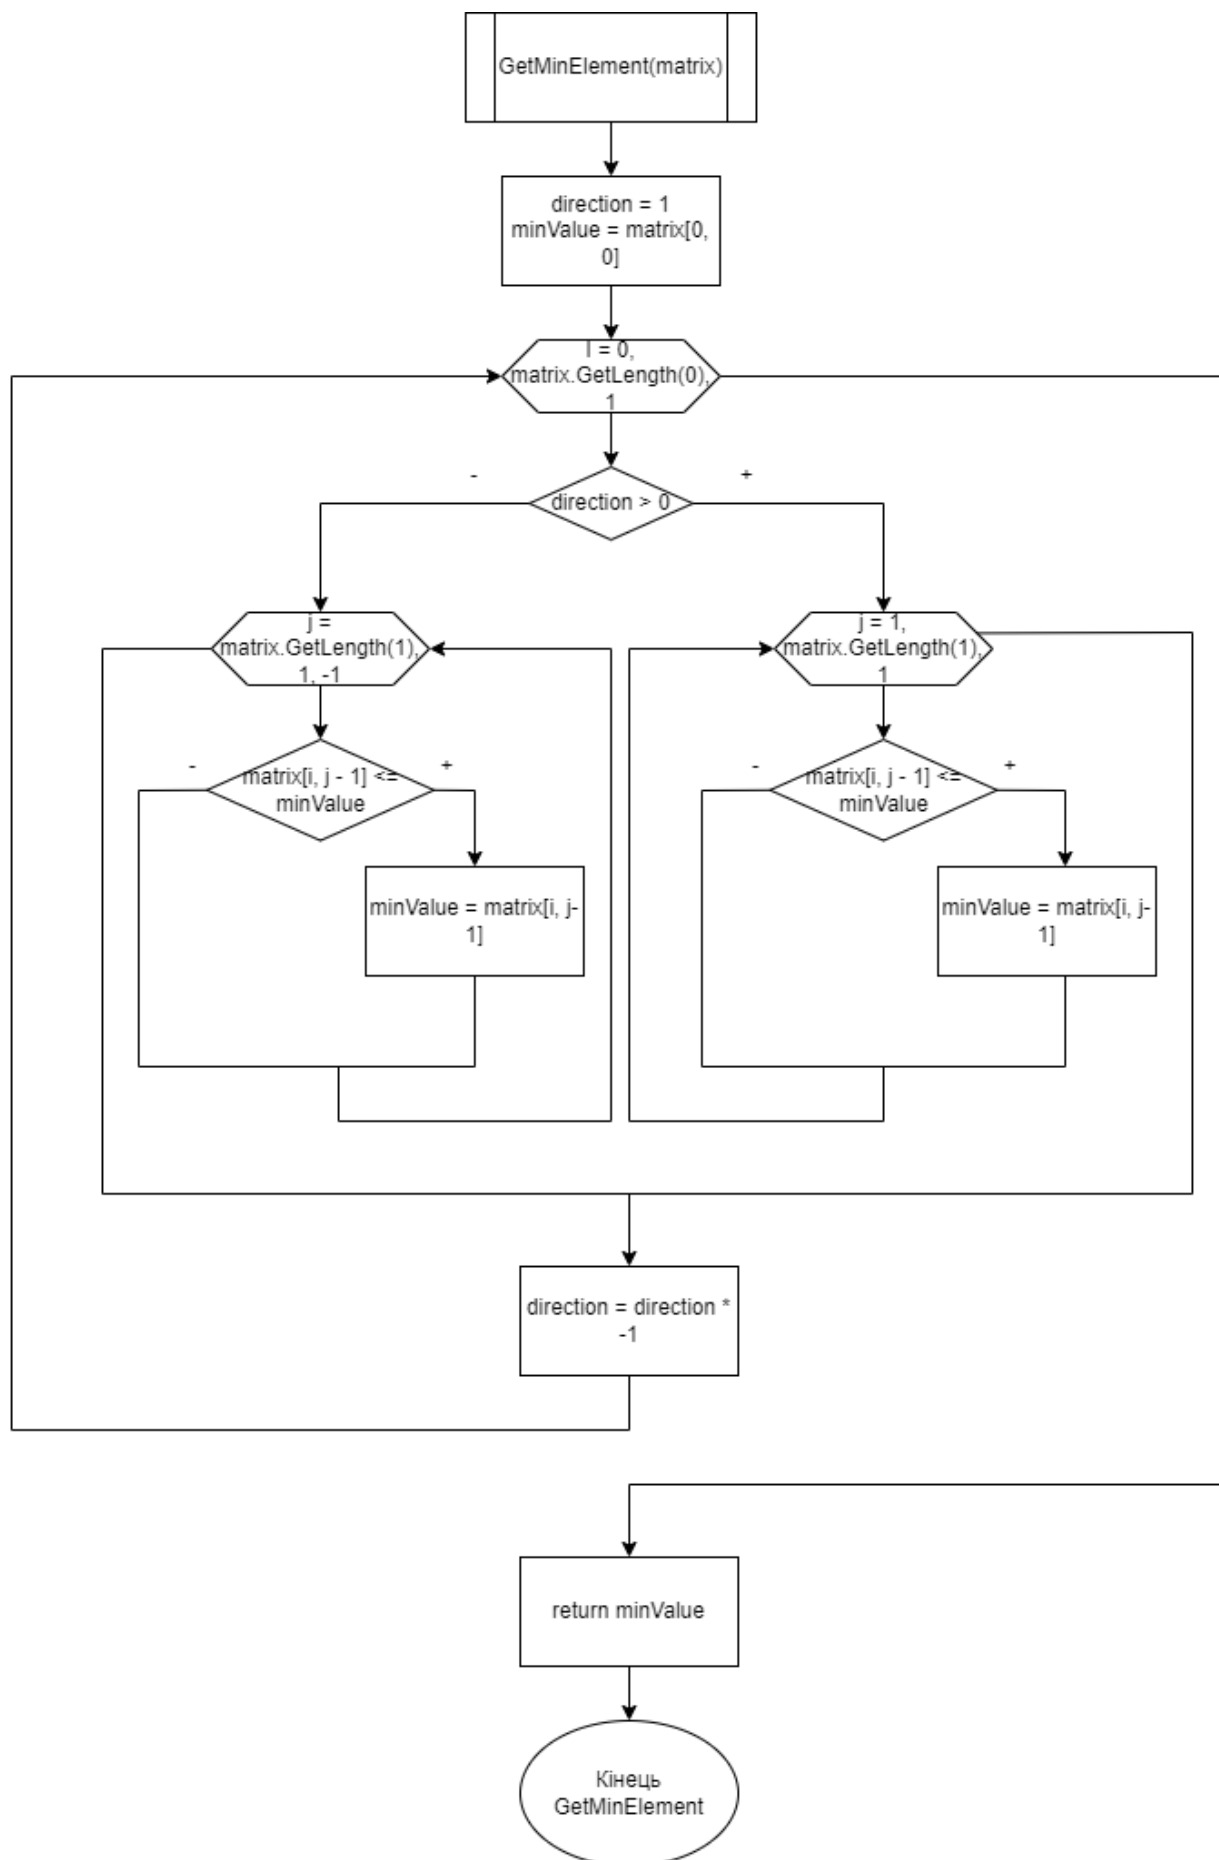 GetMinElement(matrix)
direction = 1
minValue = matrix[0,
0]
I = 0,
matrix.GetLength(0),
1
-
+
direction > 0
j =
matrix.GetLength(1),
1, -1
j = 1,
matrix.GetLength(1),
1
-
matrix[i, j - 1] <=
minValue
+
-
matrix[i, j - 1] <=
minValue
+
minValue = matrix[i, j-
1]
minValue = matrix[i, j-
1]
direction = direction *
-1
return minValue
Кінець
GetMinElement